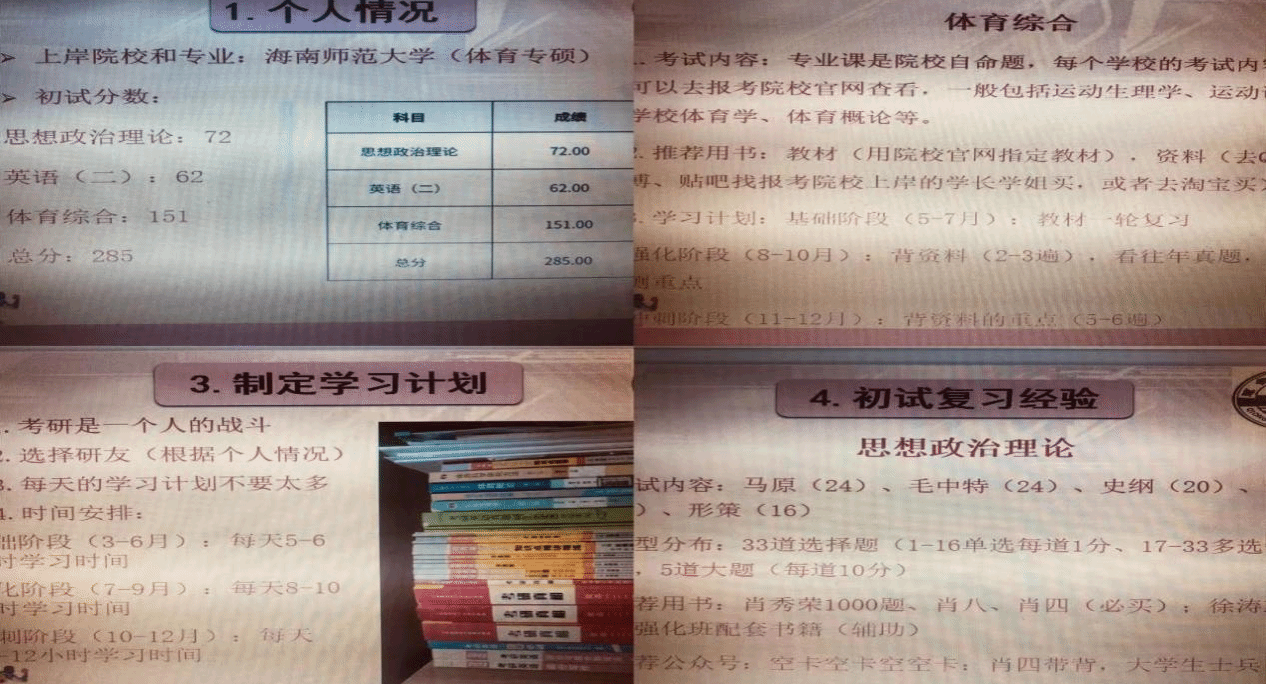 1. 个人情况
上岸院校和专业：海南师范大学（体育专硕）
初试分数：
思想政治理论：72
英语（二）：62
体育综合：151
总分：285
科目 成绩
思想政治理论 72.00
英语（二） 62.00
体育综合 151.00
总分 285.00
体育综合
. 考试内容：专业课是院校自命题，每个学校的考试内
可以去报考院校官网查看，一般包括运动生理学、运动
学校体育学、体育概论等。
2. 推荐用书：教材（用院校官网指定教材），资料（去
博、贴吧找报考院校上岸的学长学姐买，或者去淘宝买
3. 学习计划：基础阶段（5-7月）：教材一轮复习
强化阶段（8-10月）：背资料（2-3遍），看往年真题，
测重点
冲刺阶段（11-12月）：背资料的重点（5-6遍）
3. 制定学习计划
. 考研是一个人的战斗
2. 选择研友（根据个人情况）
3. 每天的学习计划不要太多
4. 时间安排：
础阶段（3-6月）：每天5-6
时学习时间
化阶段（7-9月）：每天8-10
时学习时间
刺阶段（10-12月）：每天
-12小时学习时间
4. 初试复习经验
思想政治理论
试内容：马原（24）、毛中特（24）、史纲（20）、
）、形策（16）
型分布：33道选择题（1-16单选每道1分、17-33多选
，5道大题（每道10分）
荐用书：肖秀荣1000题、肖八、肖四（必买）；徐涛
强化班配套书籍（辅助）
荐公众号：空卡空卡空空卡：肖四带背，大学生士兵